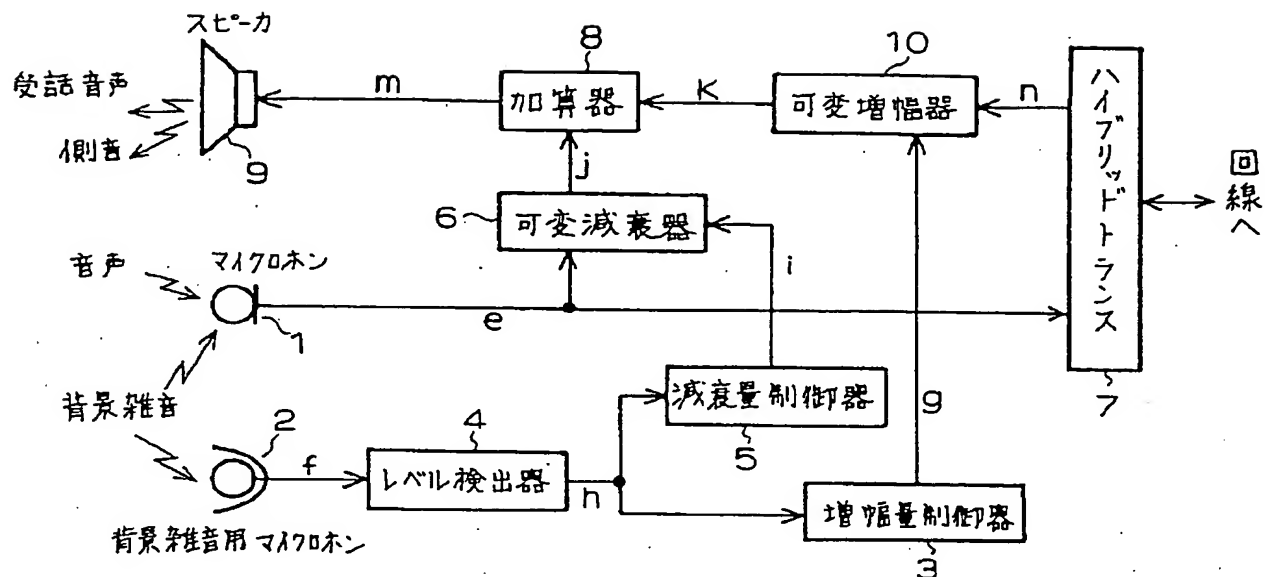 スピーカ
受話音声
側音
9
m
8
加算器
K
10
可変増幅器
n
ハイブリッドトランス
回線へ
j
6
可変減衰器
i
音声
マイクロホン
1
e
g
7
背景雑音
減衰量制御器
5
2
f
4
レベル検出器
h
増幅量制御器
3
背景雑音用マイクロホン